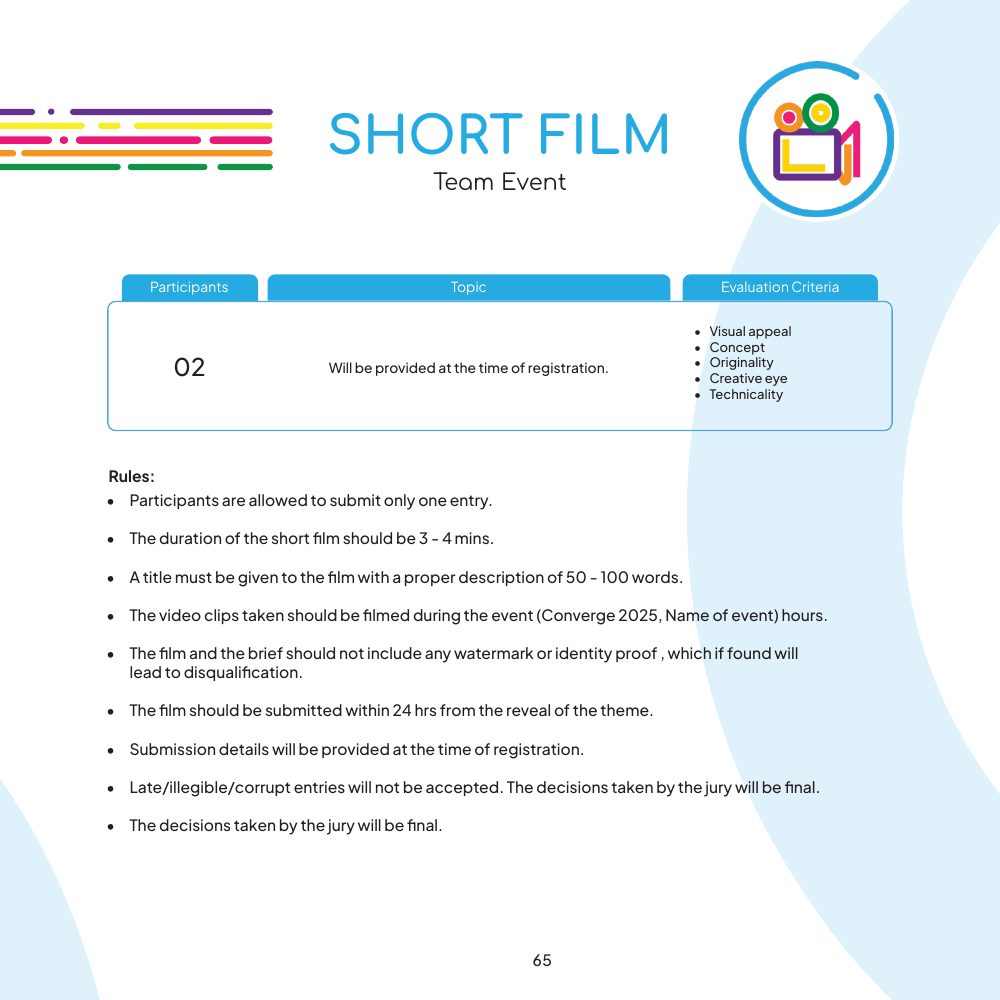 SHORT FILM
Team Event
Participants
Topic
Evaluation Criteria
02
Will be provided at the time of registration.
• Visual appeal
• Concept
• Originality
• Creative eye
• Technicality
Rules:
• Participants are allowed to submit only one entry.
• The duration of the short film should be 3 - 4 mins.
• A title must be given to the film with a proper description of 50 - 100 words.
• The video clips taken should be filmed during the event (Converge 2025, Name of event) hours.
• The film and the brief should not include any watermark or identity proof , which if found will
lead to disqualification.
• The film should be submitted within 24 hrs from the reveal of the theme.
• Submission details will be provided at the time of registration.
• Late/illegible/corrupt entries will not be accepted. The decisions taken by the jury will be final.
• The decisions taken by the jury will be final.
65